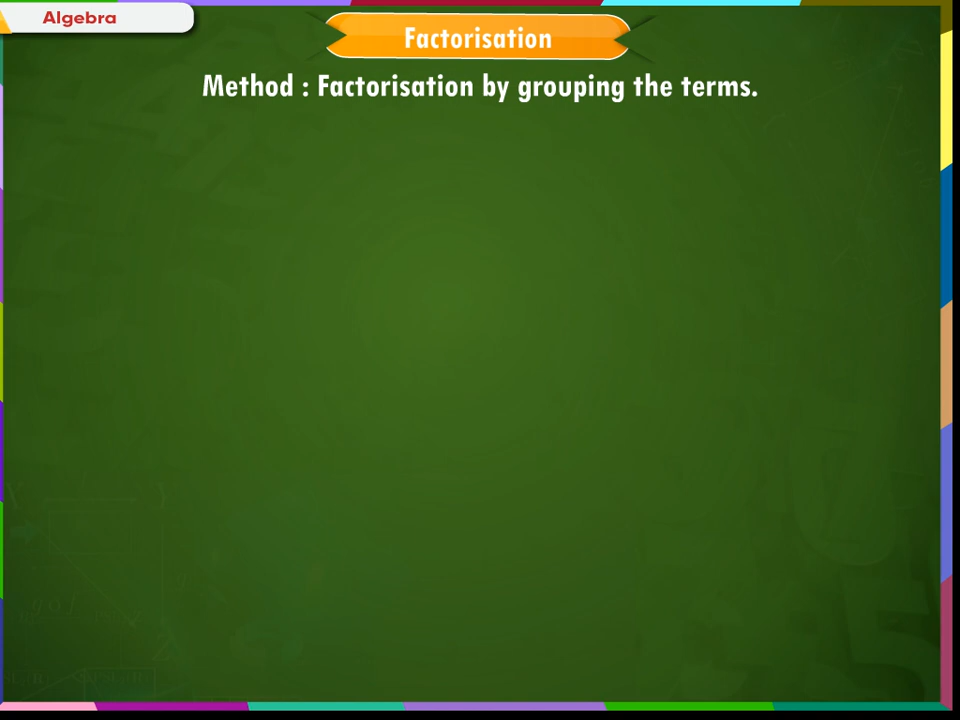 Algebra
Factorisation
Method : Factorisation by grouping the terms.